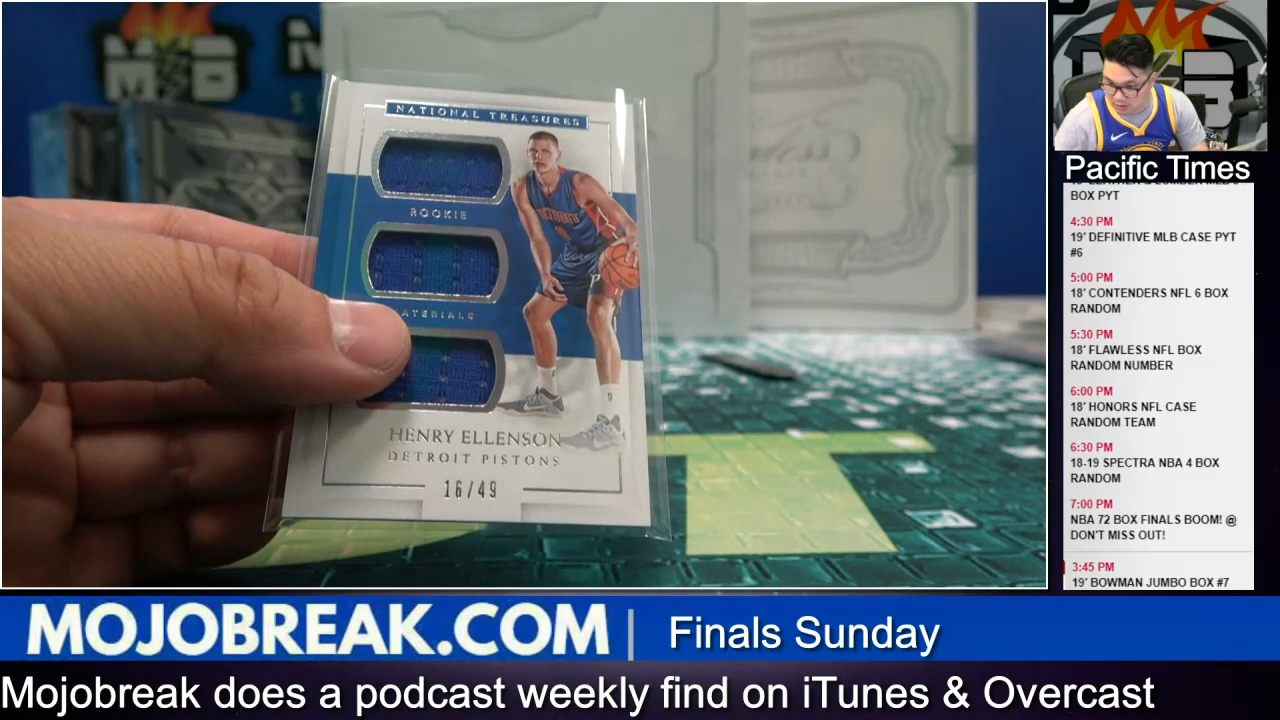 NATIONAL TREASURES
ROOKIE
MATERIALS
DETROIT
HENRY ELLENSON
DETROIT PISTONS
16/49
Pacific Times
BOX PYT
4:30 PM
19' DEFINITIVE MLB CASE PYT
#6
5:00 PM
18' CONTENDERS NFL 6 BOX
RANDOM
5:30 PM
18' FLAWLESS NFL BOX
RANDOM NUMBER
6:00 PM
18' HONORS NFL CASE
RANDOM TEAM
6:30 PM
18-19 SPECTRA NBA 4 BOX
RANDOM
7:00 PM
NBA 72 BOX FINALS BOOM! @
DON'T MISS OUT!
3:45 PM
19' BOWMAN JUMBO BOX #7
MOJOBREAK.COM | Finals Sunday
Mojobreak does a podcast weekly find on iTunes & Overcast